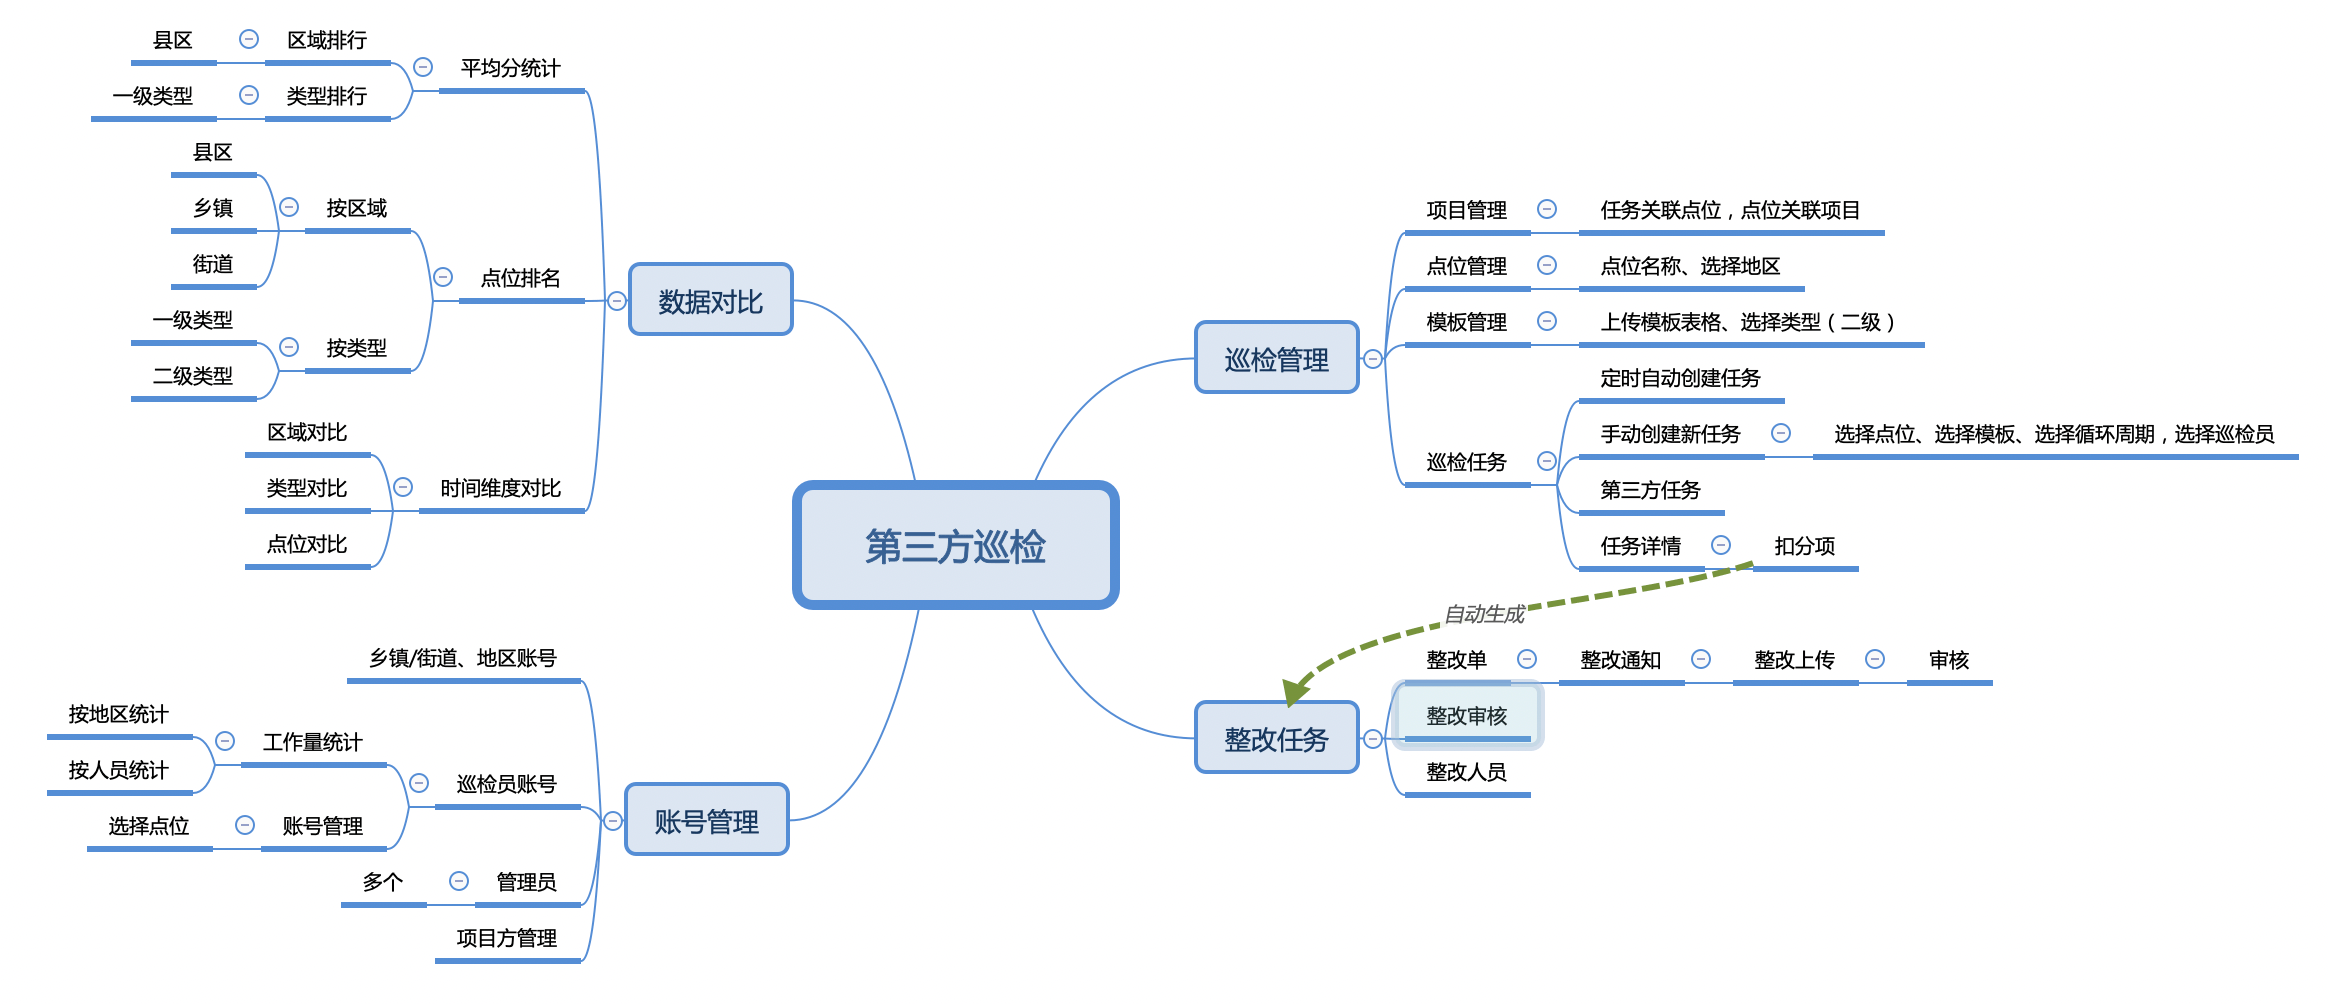 第三方巡检
巡检管理
项目管理
任务关联点位，点位关联项目
点位管理
点位名称、选择地区
模板管理
上传模板表格、选择类型（二级）
巡检任务
定时自动创建任务
手动创建新任务
选择点位、选择模板、选择循环周期，选择巡检员
第三方任务
任务详情
扣分项
自动生成
整改任务
整改单
整改通知
整改上传
审核
整改审核
整改人员
数据对比
平均分统计
区域排行
县区
类型排行
一级类型
点位排名
按区域
县区
乡镇
街道
按类型
一级类型
二级类型
时间维度对比
区域对比
类型对比
点位对比
账号管理
乡镇/街道、地区账号
巡检员账号
工作量统计
按地区统计
按人员统计
账号管理
选择点位
管理员
多个
项目方管理